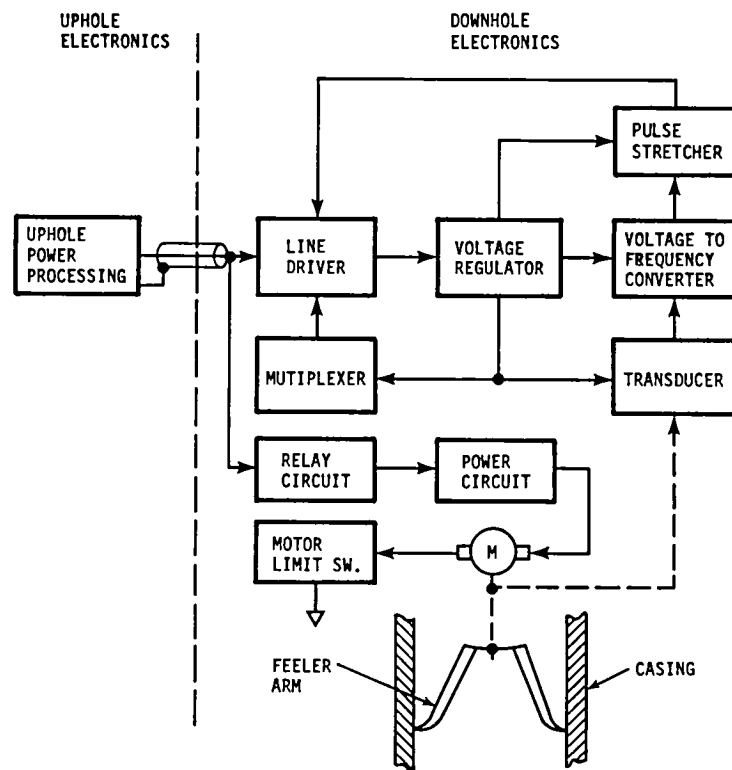 UPHOLE
ELECTRONICS
DOWNHOLE
ELECTRONICS
PULSE
STRETCHER
UPHOLE
POWER
PROCESSING
LINE
DRIVER
VOLTAGE
REGULATOR
VOLTAGE TO
FREQUENCY
CONVERTER
MUTIPLEXER
TRANSDUCER
RELAY
CIRCUIT
POWER
CIRCUIT
MOTOR
LIMIT SW.
M
FEELER
ARM
CASING